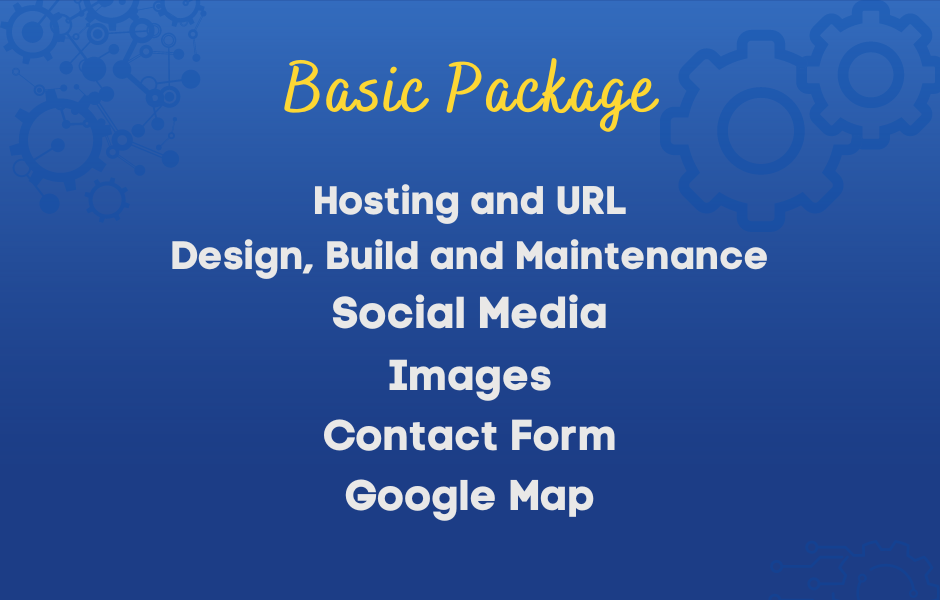 Basic Package
Hosting and URL
Design, Build and Maintenance
Social Media
Images
Contact Form
Google Map